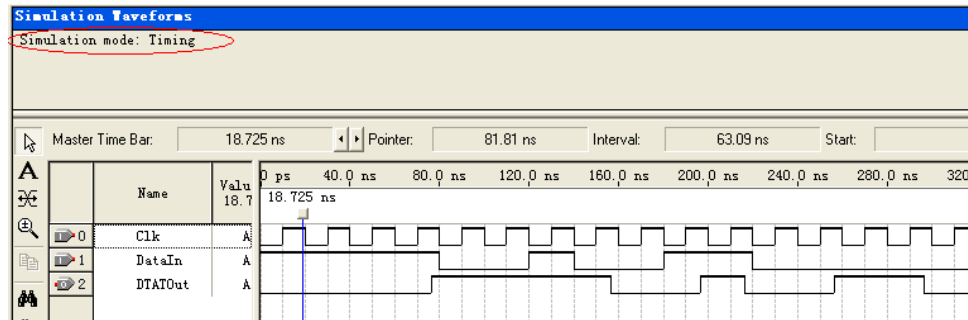 Simulation Waveforms
Simulation mode: Timing
Master Time Bar: 18.725 ns Pointer: 81.81 ns Interval: 63.09 ns Start:
A
Name Valu 18.7 0 ps 40.0 ns 80.0 ns 120.0 ns 160.0 ns 200.0 ns 240.0 ns 280.0 ns 320
18.725 ns
0 Clk A
1 DataIn A
2 DTATOut A